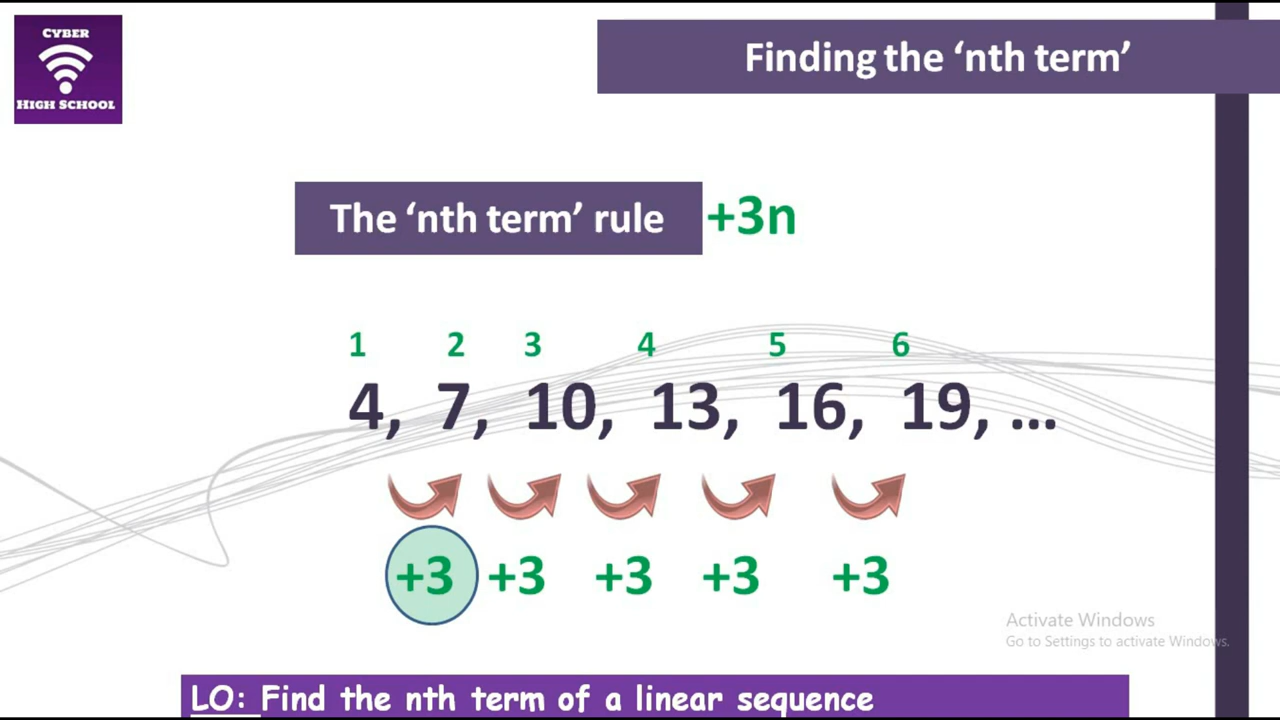 CYBER
HIGH SCHOOL
Finding the ‘nth term’
The ‘nth term’ rule +3n
1 2 3 4 5 6
4, 7, 10, 13, 16, 19, ...
+3 +3 +3 +3 +3
Activate Windows
Go to Settings to activate Windows.
LO: Find the nth term of a linear sequence